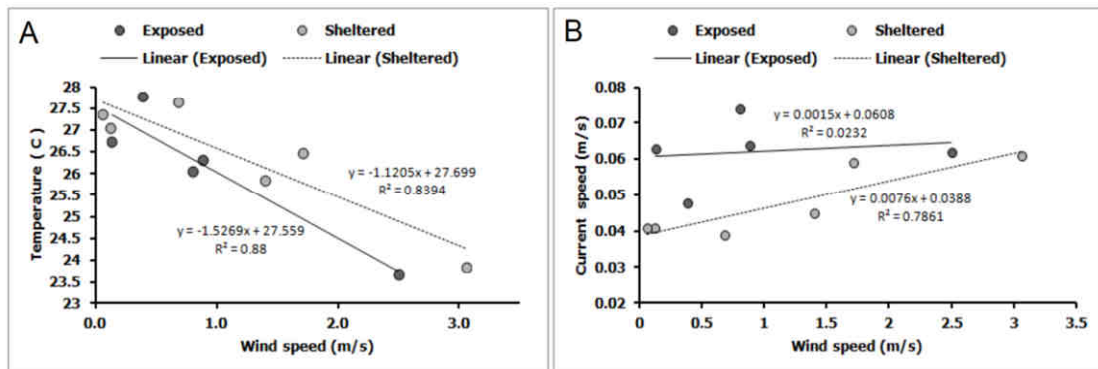 A
Exposed
Sheltered
Linear (Exposed)
Linear (Sheltered)
Temperature ( C )
28
27.5
27
26.5
26
25.5
25
24.5
24
23.5
23
y = -1.1205x + 27.699
R² = 0.8394
y = -1.5269x + 27.559
R² = 0.88
0.0 1.0 2.0 3.0
Wind speed (m/s)
B
Exposed
Sheltered
Linear (Exposed)
Linear (Sheltered)
Current speed (m/s)
0.08
0.07
0.06
0.05
0.04
0.03
0.02
y = 0.0015x + 0.0608
R² = 0.0232
y = 0.0076x + 0.0388
R² = 0.7861
0 0.5 1 1.5 2 2.5 3 3.5
Wind speed (m/s)